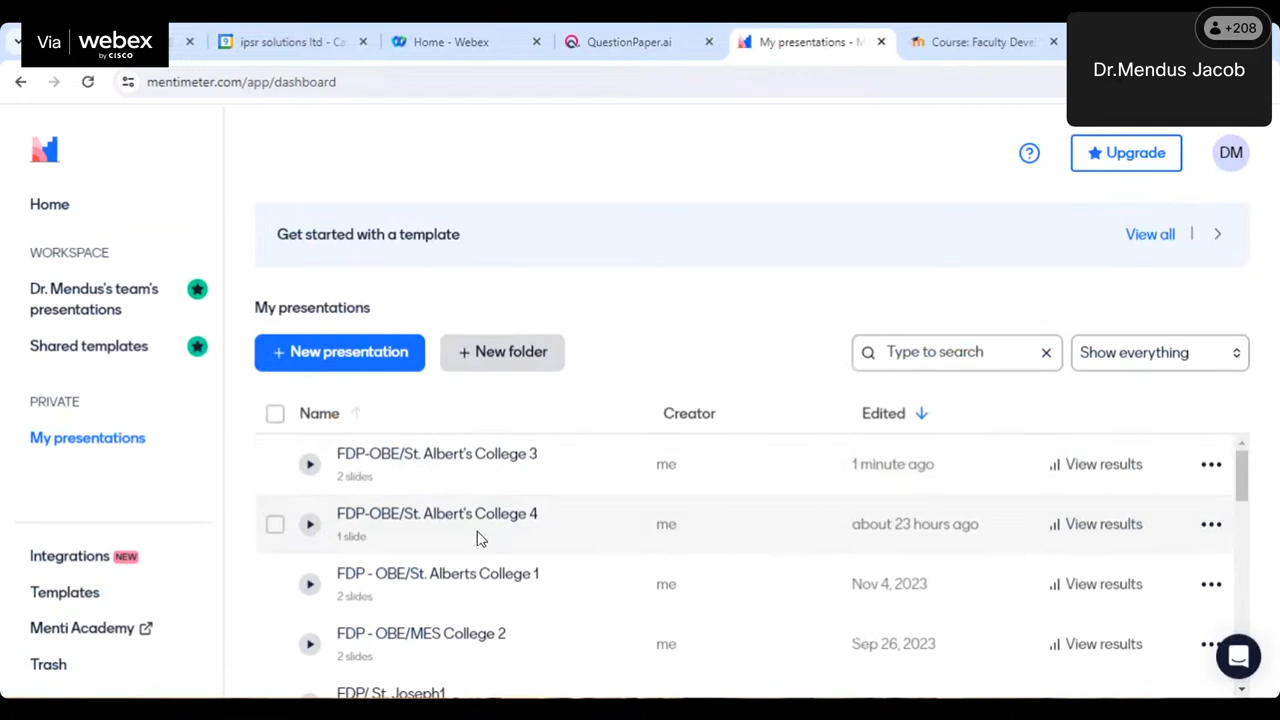 Via webex by CISCO
ipsr solutions ltd - Ca
Home - Webex
QuestionPaper.ai
My presentations - M
Course: Faculty Deve
+208
Dr.Mendus Jacob
mentimeter.com/app/dashboard
Upgrade
DM
Home
WORKSPACE
Dr. Mendus's team's
presentations
Shared templates
PRIVATE
My presentations
Integrations NEW
Templates
Menti Academy
Trash
Get started with a template
View all
My presentations
+ New presentation
+ New folder
Type to search
Show everything
Name
Creator
Edited
FDP-OBE/St. Albert's College 3
2 slides
me
1 minute ago
View results
FDP-OBE/St. Albert's College 4
1 slide
me
about 23 hours ago
View results
FDP - OBE/St. Alberts College 1
2 slides
me
Nov 4, 2023
View results
FDP - OBE/MES College 2
2 slides
me
Sep 26, 2023
View results
FDP/ St. Joseph1